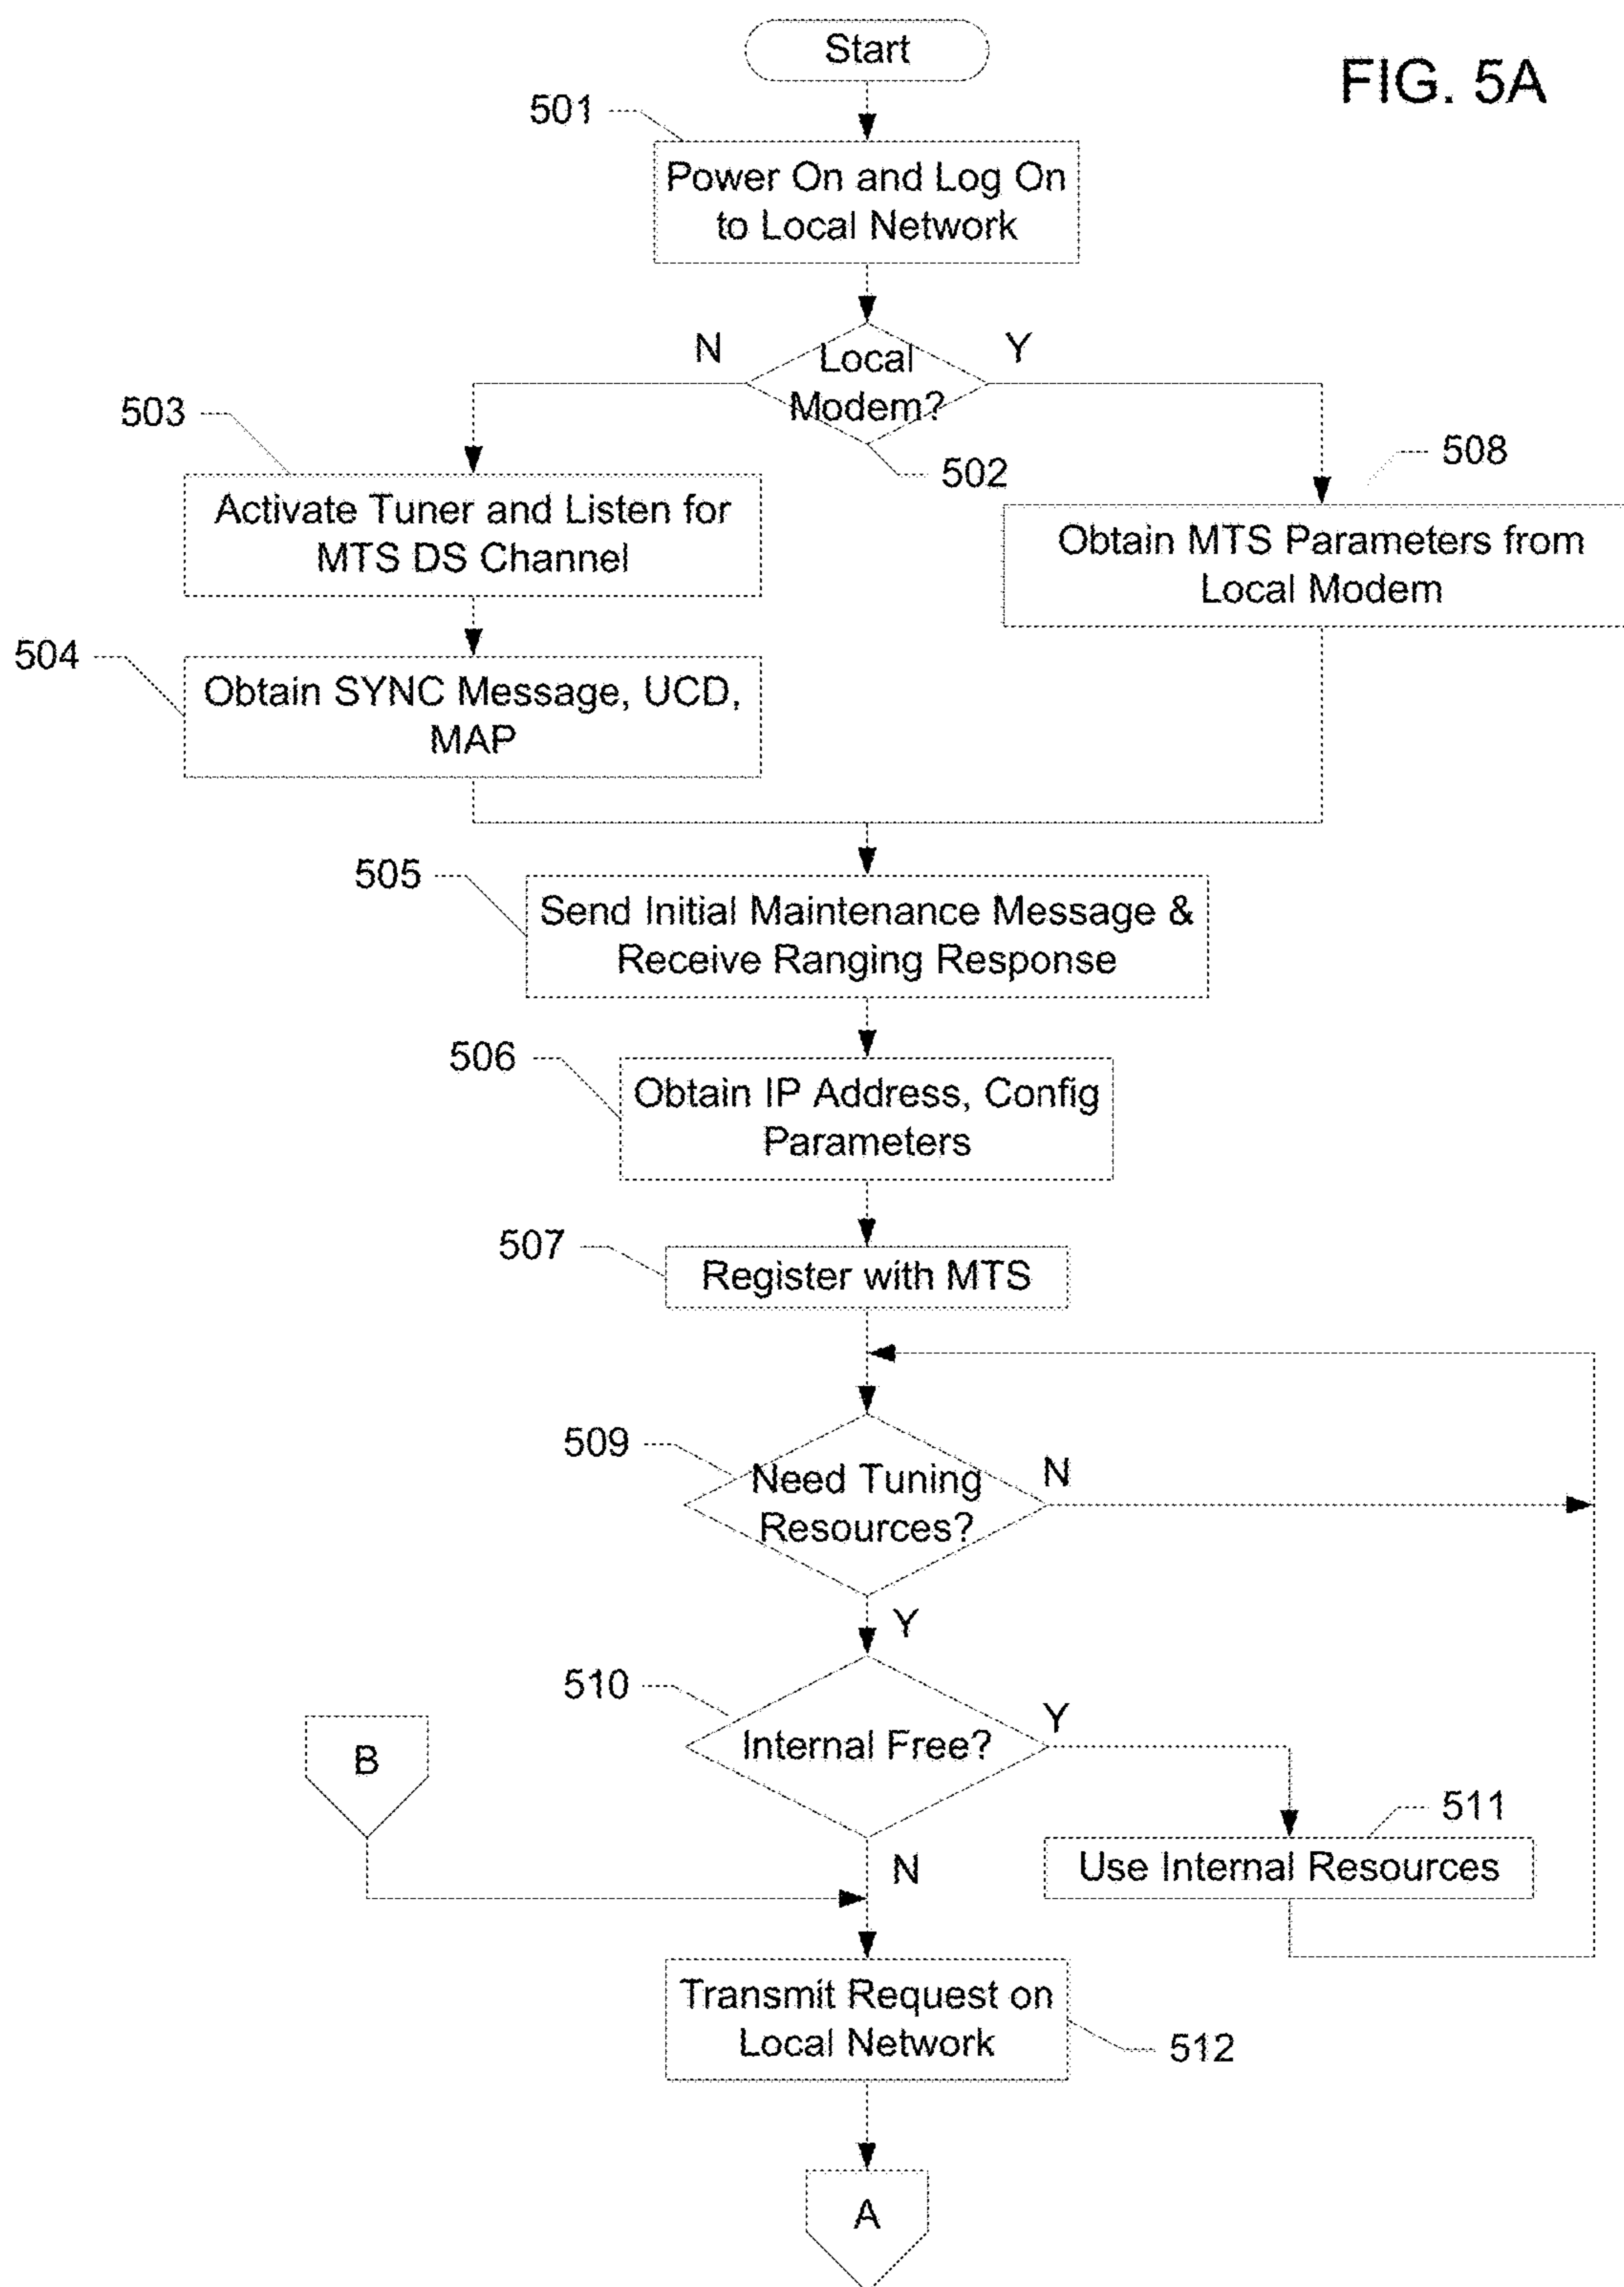 Start
FIG. 5A
501
Power On and Log On
to Local Network
N
Y
Local
Modem?
502
503
Activate Tuner and Listen for
MTS DS Channel
508
Obtain MTS Parameters from
Local Modem
504
Obtain SYNC Message, UCD,
MAP
505
Send Initial Maintenance Message &
Receive Ranging Response
506
Obtain IP Address, Config
Parameters
507
Register with MTS
509
Need Tuning
Resources?
N
Y
510
Internal Free?
Y
B
511
Use Internal Resources
N
Transmit Request on
Local Network
512
A